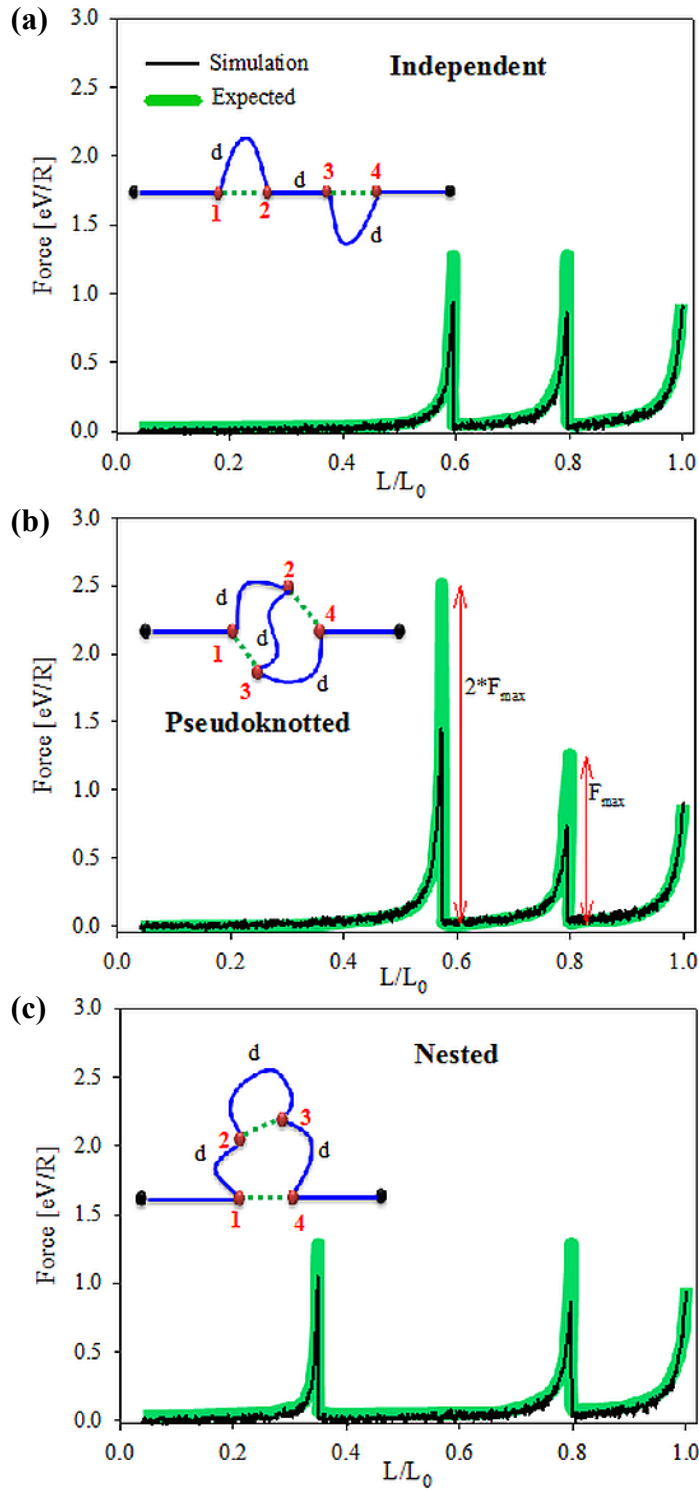 (a)
3.0
2.5
2.0
1.5
1.0
0.5
0.0
Force [eV/R]
Simulation
Expected
Independent
d
d
d
1
2
3
4
0.0 0.2 0.4 0.6 0.8 1.0
L/L0
(b)
3.0
2.5
2.0
1.5
1.0
0.5
0.0
Force [eV/R]
d
d
d
1
2
3
4
Pseudoknotted
2*Fmax
Fmax
0.0 0.2 0.4 0.6 0.8 1.0
L/L0
(c)
3.0
2.5
2.0
1.5
1.0
0.5
0.0
Force [eV/R]
Nested
d
d
d
2
3
1
4
0.0 0.2 0.4 0.6 0.8 1.0
L/L0